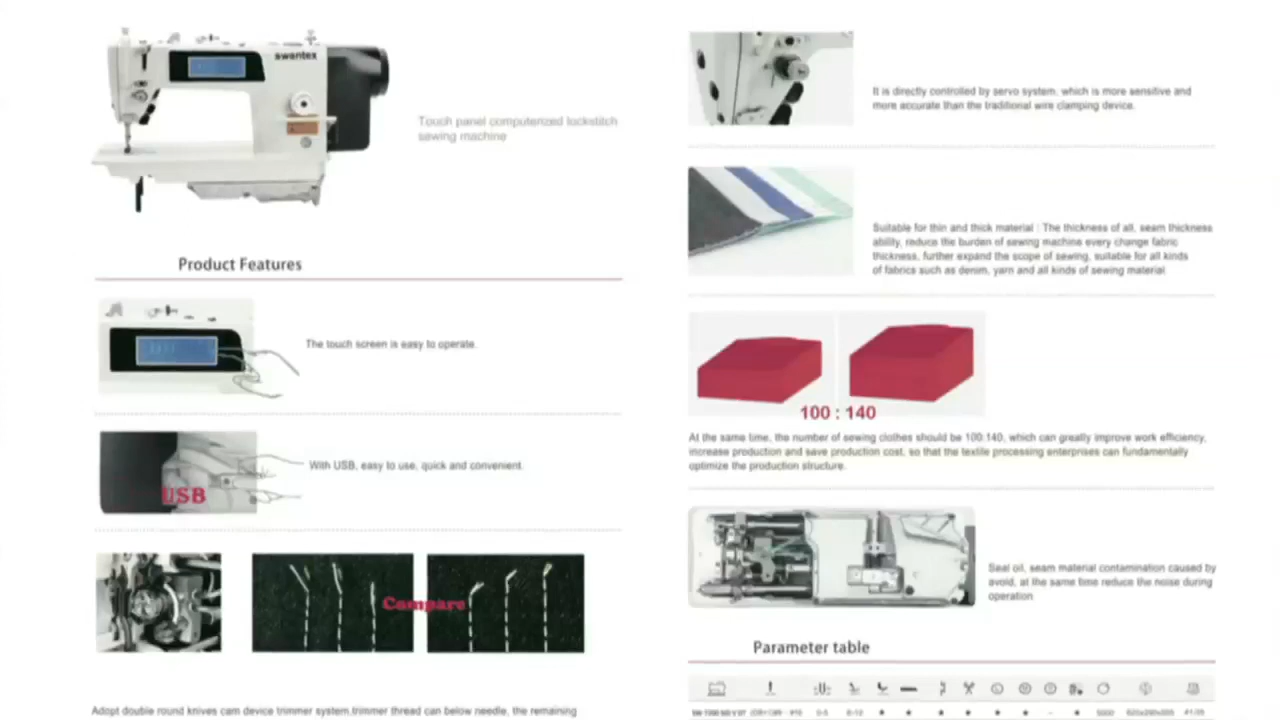 swentex
Touch panel computerized lockstitch
sewing machine
Product Features
The touch screen is easy to operate.
With USB, easy to use, quick and convenient.
USB
Compare
Adopt double round knives cam device trimmer system,trimmer thread can below needle, the remaining
It is directly controlled by servo system, which is more sensitive and
more accurate than the traditional wire clamping device.
Suitable for thin and thick material : The thickness of all, seam thickness
ability, reduce the burden of sewing machine every change fabric
thickness, further expand the scope of sewing, suitable for all kinds
of fabrics such as denim, yarn and all kinds of sewing material
100 : 140
At the same time, the number of sewing clothes should be 100:140, which can greatly improve work efficiency,
increase production and save production cost, so that the textile processing enterprises can fundamentally
optimize the production structure.
Seal oil, seam material contamination caused by
avoid, at the same time reduce the noise during
operation
Parameter table
5000